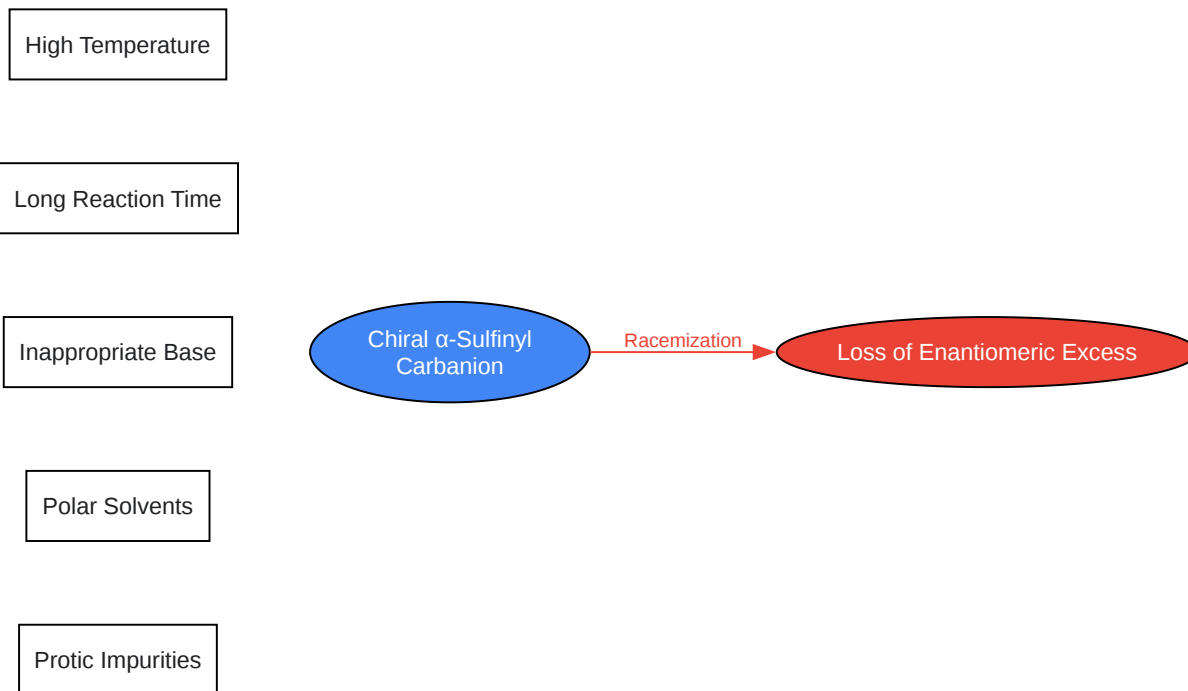 High Temperature
Long Reaction Time
Inappropriate Base
Chiral α-Sulfinyl
Carbanion
Racemization
Loss of Enantiomeric Excess
Polar Solvents
Protic Impurities